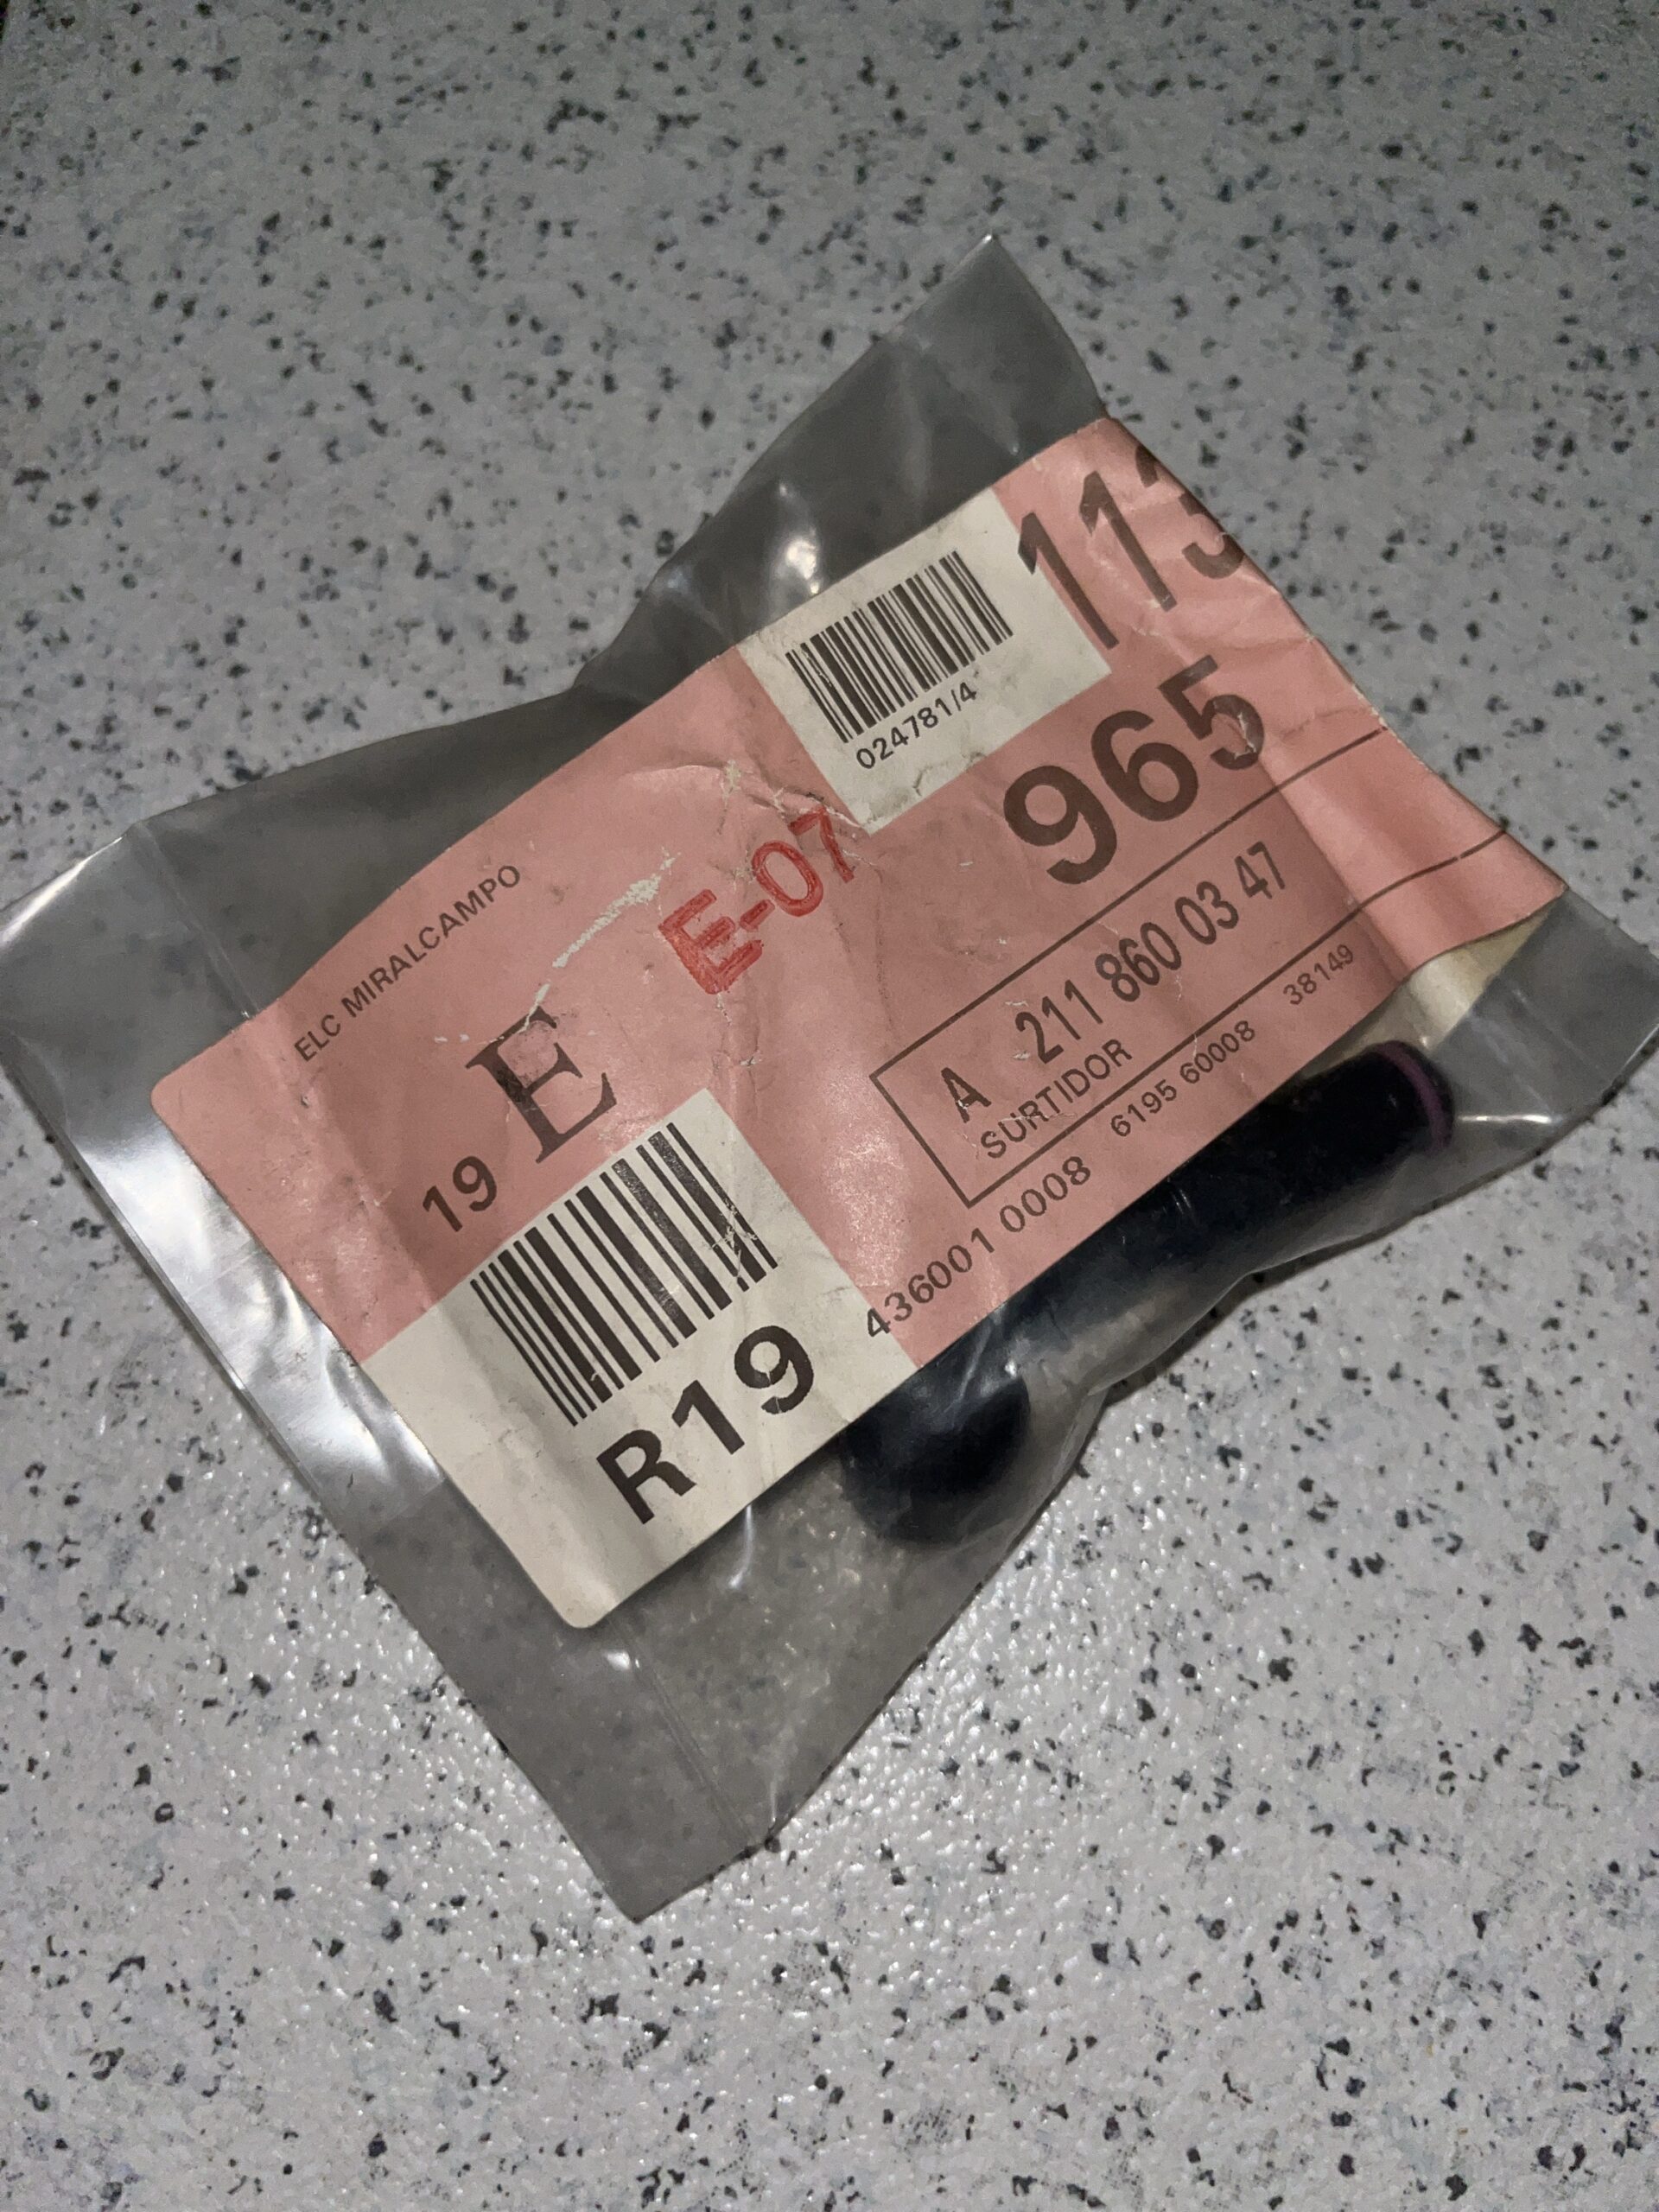 ELC MIRALCAMPO
024781/4
113
19 E
E-07
965
R19
A 211 860 03 47
SURTIDOR
436001 0008
6195 60008
38149